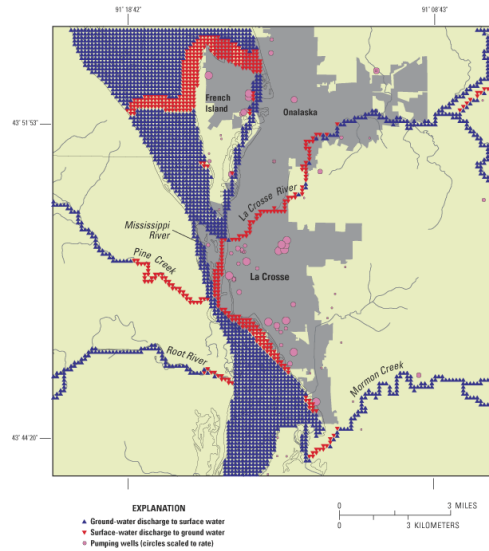 91 18'42
91 08'43
French
Island
Onalaska
43 51'53
La Crosse River
Mississippi
River
Pine Creek
La Crosse
Root River
Mormon Creek
43' 44'20
EXPLANATION
Ground-water discharge to surface water
Surface-water discharge to ground water
Pumping wells (circles scaled to rate)
0 3 MILES
0 3 KILOMETERS